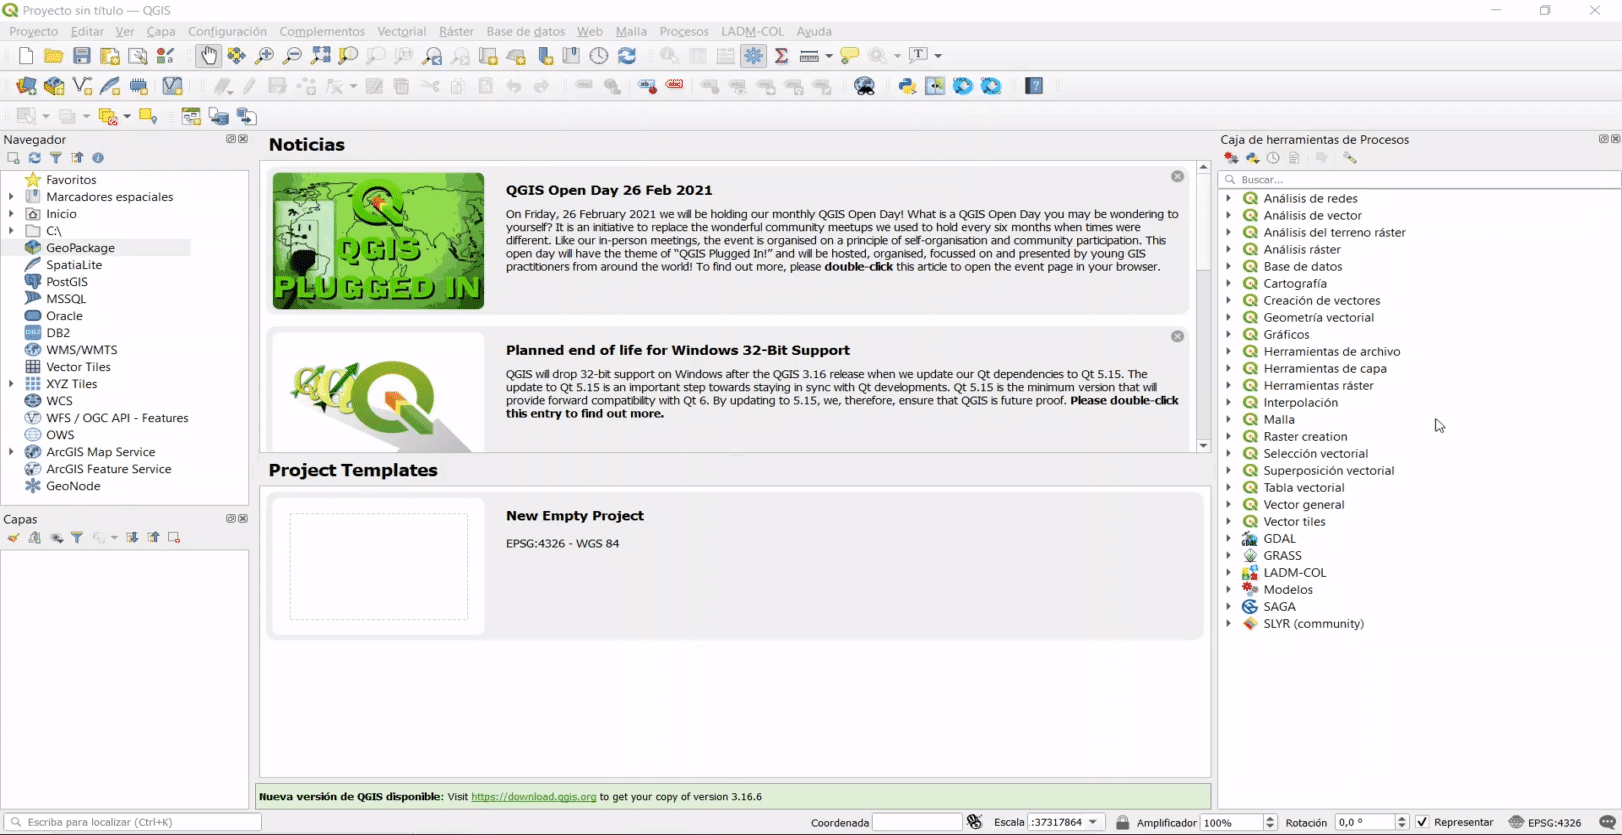 Proyecto sin título — QGIS
Proyecto Editar Ver Capa Configuración Complementos Vectorial Ráster Base de datos Web Malla Procesos LADM-COL Ayuda
Navegador
Favoritos
Marcadores espaciales
Inicio
C:\
GeoPackage
SpatiaLite
PostGIS
MSSQL
Oracle
DB2
WMS/WMTS
Vector Tiles
XYZ Tiles
WCS
WFS / OGC API - Features
OWS
ArcGIS Map Service
ArcGIS Feature Service
GeoNode
Capas
Noticias
QGIS
PLUGGED IN
QGIS Open Day 26 Feb 2021
On Friday, 26 February 2021 we will be holding our monthly QGIS Open Day! What is a QGIS Open Day you may be wondering to
yourself? It is an initiative to replace the wonderful community meetups we used to hold every six months when times were
different. Like our in-person meetings, the event is organised on a principle of self-organisation and community participation. This
open day will have the theme of “QGIS Plugged In!” and will be hosted, organised, focussed on and presented by young GIS
practitioners from around the world! To find out more, please double-click this article to open the event page in your browser.
Planned end of life for Windows 32-Bit Support
QGIS will drop 32-bit support on Windows after the QGIS 3.16 release when we update our Qt dependencies to Qt 5.15. The
update to Qt 5.15 is an important step towards staying in sync with Qt developments. Qt 5.15 is the minimum version that will
provide forward compatibility with Qt 6. By updating to 5.15, we, therefore, ensure that QGIS is future proof. Please double-click
this entry to find out more.
Project Templates
New Empty Project
EPSG:4326 - WGS 84
Nueva versión de QGIS disponible: Visit https://download.qgis.org to get your copy of version 3.16.6
Caja de herramientas de Procesos
Buscar...
Análisis de redes
Análisis de vector
Análisis del terreno ráster
Análisis ráster
Base de datos
Cartografía
Creación de vectores
Geometría vectorial
Gráficos
Herramientas de archivo
Herramientas de capa
Herramientas ráster
Interpolación
Malla
Raster creation
Selección vectorial
Superposición vectorial
Tabla vectorial
Vector general
Vector tiles
GDAL
GRASS
LADM-COL
Modelos
SAGA
SLYR (community)
Escriba para localizar (Ctrl+K)
Coordenada Escala :37317864 Amplificador 100% Rotación 0,0 ° Representar EPSG:4326